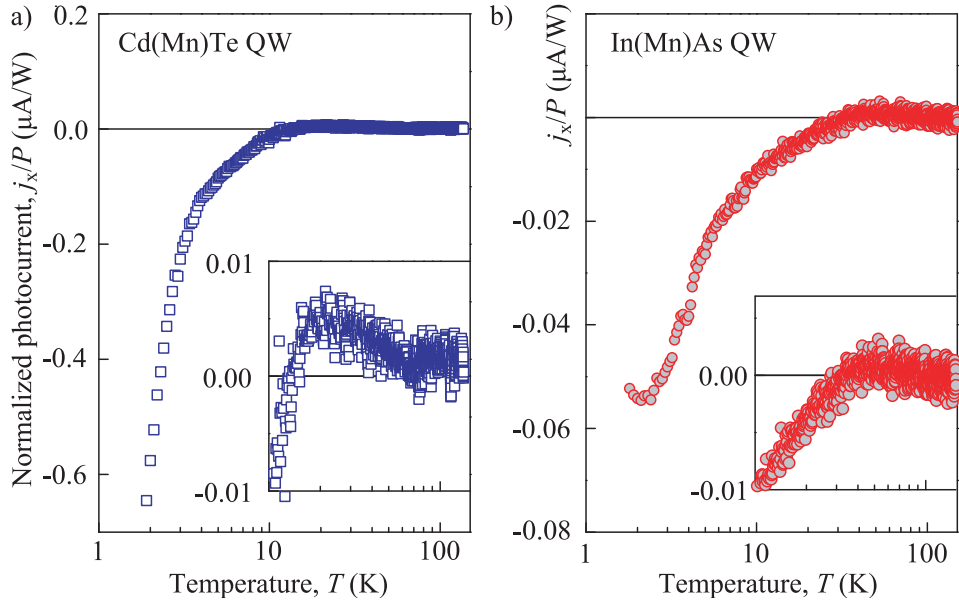 a)
Cd(Mn)Te QW
0.2
0.0
-0.2
-0.4
-0.6
Normalized photocurrent, jx/P (μA/W)
0.01
0.00
-0.01
1
10
100
Temperature, T (K)
b)
In(Mn)As QW
jx/P (μA/W)
-0.02
-0.04
-0.06
-0.08
0.00
-0.01
1
10
100
Temperature, T (K)